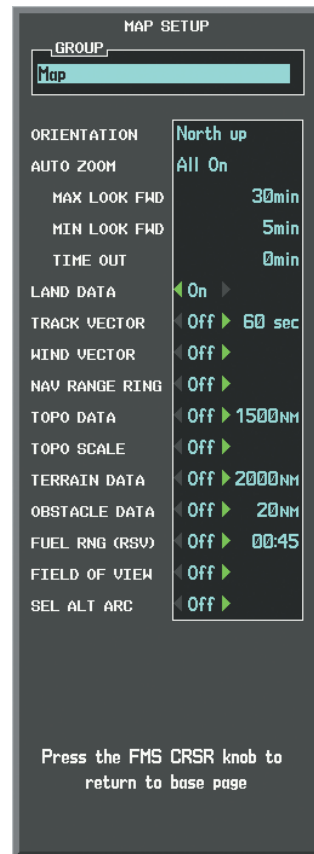 MAP SETUP
GROUP
Map
ORIENTATION North up
AUTO ZOOM All On
MAX LOOK FWD 30min
MIN LOOK FWD 5min
TIME OUT 0min
LAND DATA On
TRACK VECTOR Off 60 sec
WIND VECTOR Off
NAV RANGE RING Off
TOPO DATA Off 1500NM
TOPO SCALE Off
TERRAIN DATA Off 2000NM
OBSTACLE DATA Off 20NM
FUEL RNG (RSV) Off 00:45
FIELD OF VIEW Off
SEL ALT ARC Off
Press the FMS CRSR knob to
return to base page